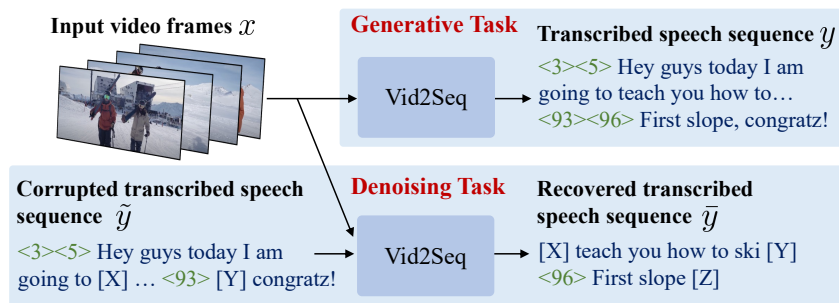 Input video frames x
Generative Task
Vid2Seq
Transcribed speech sequence y
<3><5> Hey guys today I am
going to teach you how to…
<93><96> First slope, congratz!
Corrupted transcribed speech
sequence ỹ
<3><5> Hey guys today I am
going to [X] … <93> [Y] congratz!
Denoising Task
Vid2Seq
Recovered transcribed
speech sequence ȳ
[X] teach you how to ski [Y]
<96> First slope [Z]